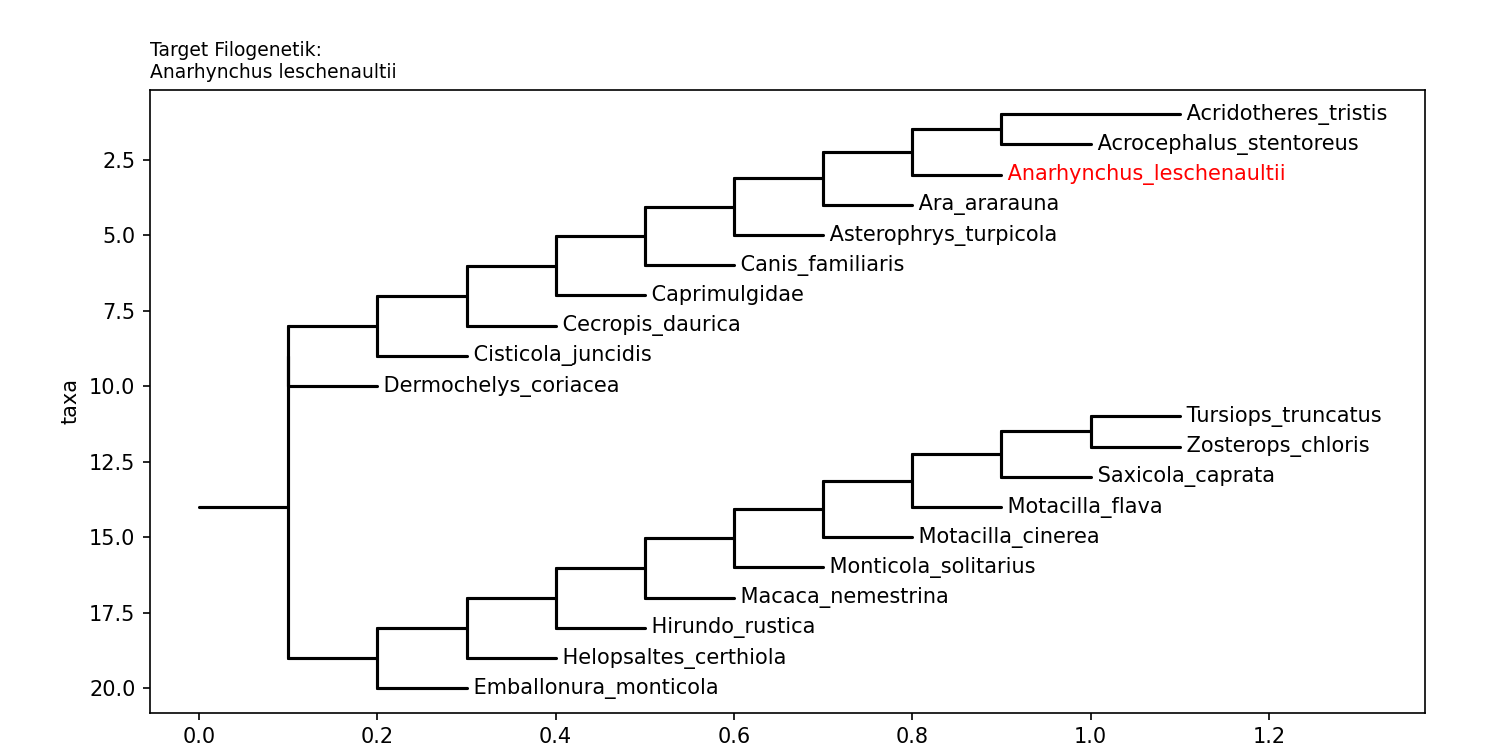 Target Filogenetik:
Anarhynchus leschenaultii
Acridotheres_tristis
Acrocephalus_stentoreus
2.5
Anarhynchus_leschenaultii
Ara_ararauna
5.0
Asterophrys_turpicola
Canis_familiaris
Caprimulgidae
7.5
Cecropis_daurica
Cisticola_juncidis
10.0
Dermochelys_coriacea
taxa
Tursiops_truncatus
Zosterops_chloris
12.5
Saxicola_caprata
Motacilla_flava
15.0
Motacilla_cinerea
Monticola_solitarius
Macaca_nemestrina
17.5
Hirundo_rustica
Helopsaltes_certhiola
20.0
Emballonura_monticola
0.0 0.2 0.4 0.6 0.8 1.0 1.2